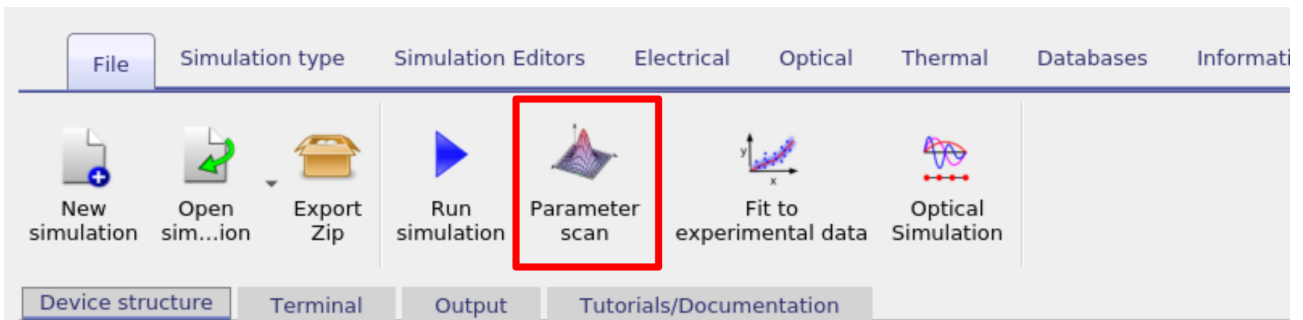 File Simulation type Simulation Editors Electrical Optical Thermal Databases Informati
New simulation
Open sim...ion
Export Zip
Run simulation
Parameter scan
y x
Fit to experimental data
Optical Simulation
Device structure Terminal Output Tutorials/Documentation